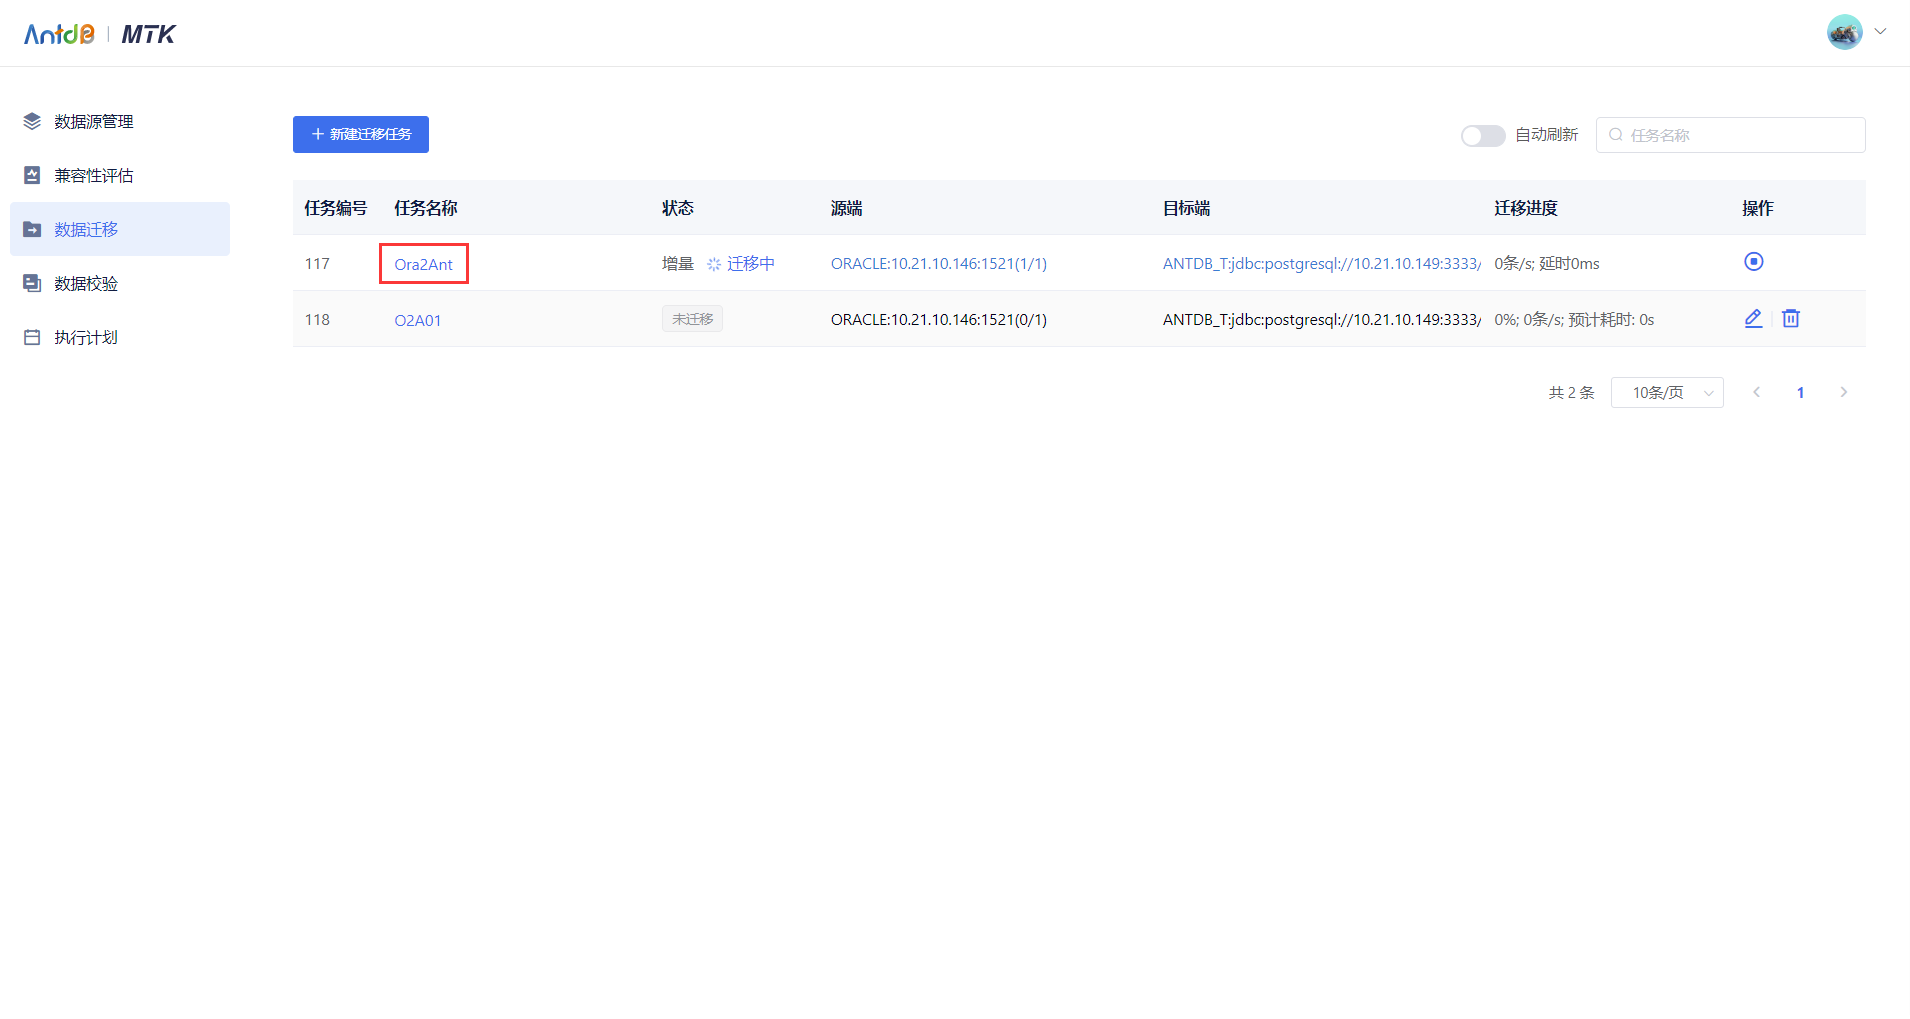 AntdB | MTK
数据源管理
兼容性评估
数据迁移
数据校验
执行计划
新建迁移任务
自动刷新
任务名称
任务编号 任务名称 状态 源端 目标端 迁移进度 操作
117 Ora2Ant 增量 迁移中 ORACLE:10.21.10.146:1521(1/1) ANTDB_T:jdbc:postgresql://10.21.10.149:3333/ 0条/s; 延时0ms
118 O2A01 未迁移 ORACLE:10.21.10.146:1521(0/1) ANTDB_T:jdbc:postgresql://10.21.10.149:3333/ 0%; 0条/s; 预计耗时: 0s
共 2 条 10条/页 1